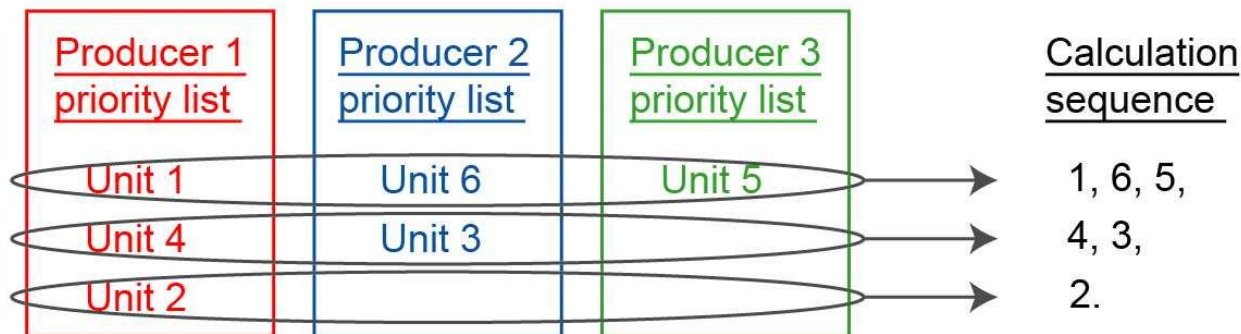 Producer 1
priority list
Producer 2
priority list
Producer 3
priority list
Calculation
sequence
Unit 1 Unit 6 Unit 5 1, 6, 5,
Unit 4 Unit 3 4, 3,
Unit 2 2.